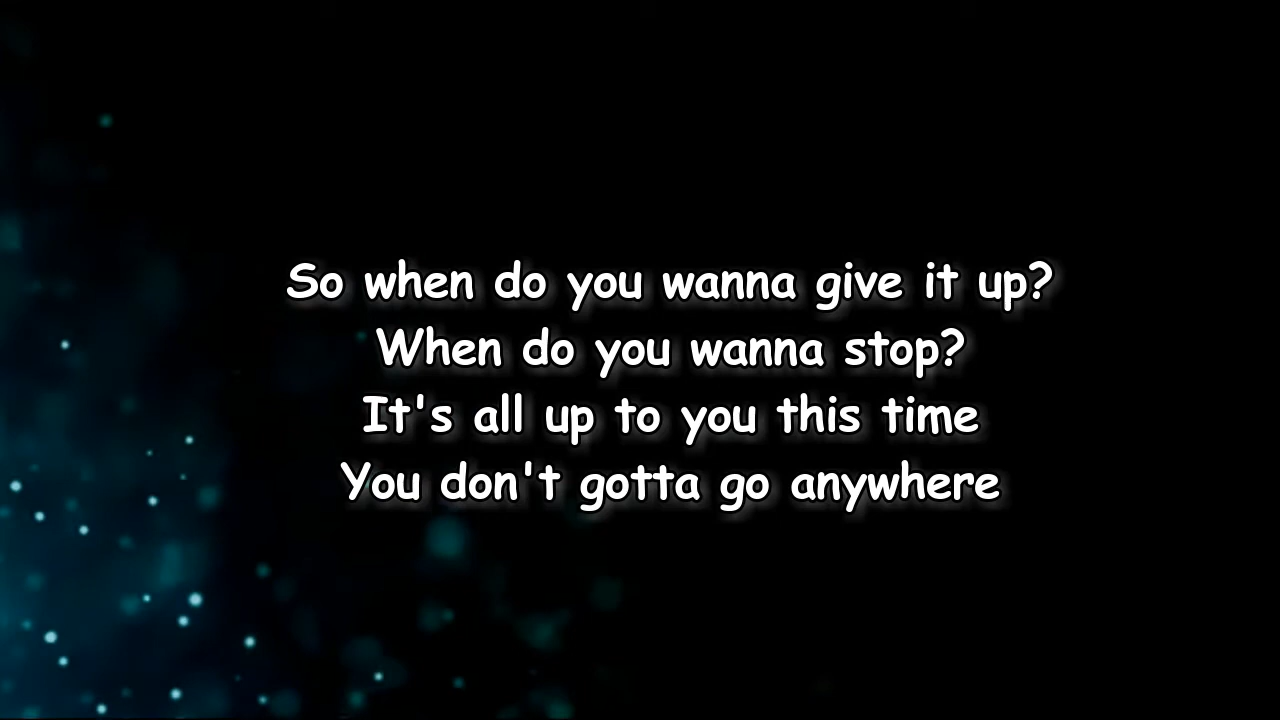 So when do you wanna give it up?
When do you wanna stop?
It's all up to you this time
You don't gotta go anywhere